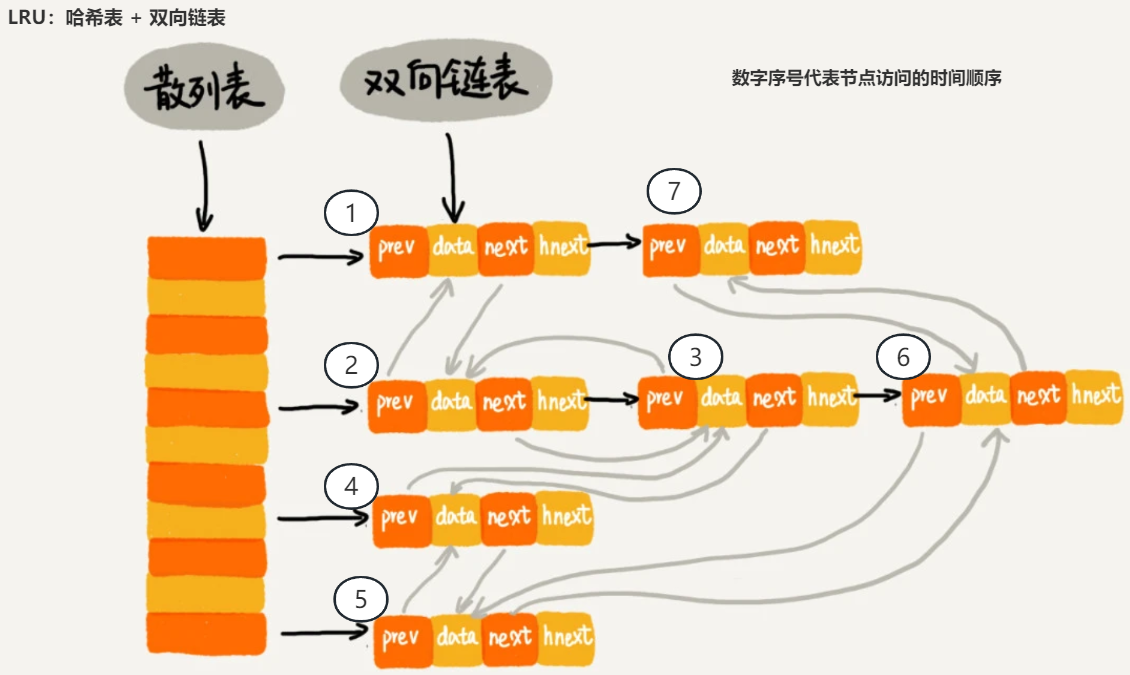 LRU：哈希表 + 双向链表
散列表
双向链表
数字序号代表节点访问的时间顺序
1
7
prev data next hnext
prev data next hnext
2
3
6
prev data next hnext
prev data next hnext
prev data next hnext
4
prev data next hnext
5
prev data next hnext